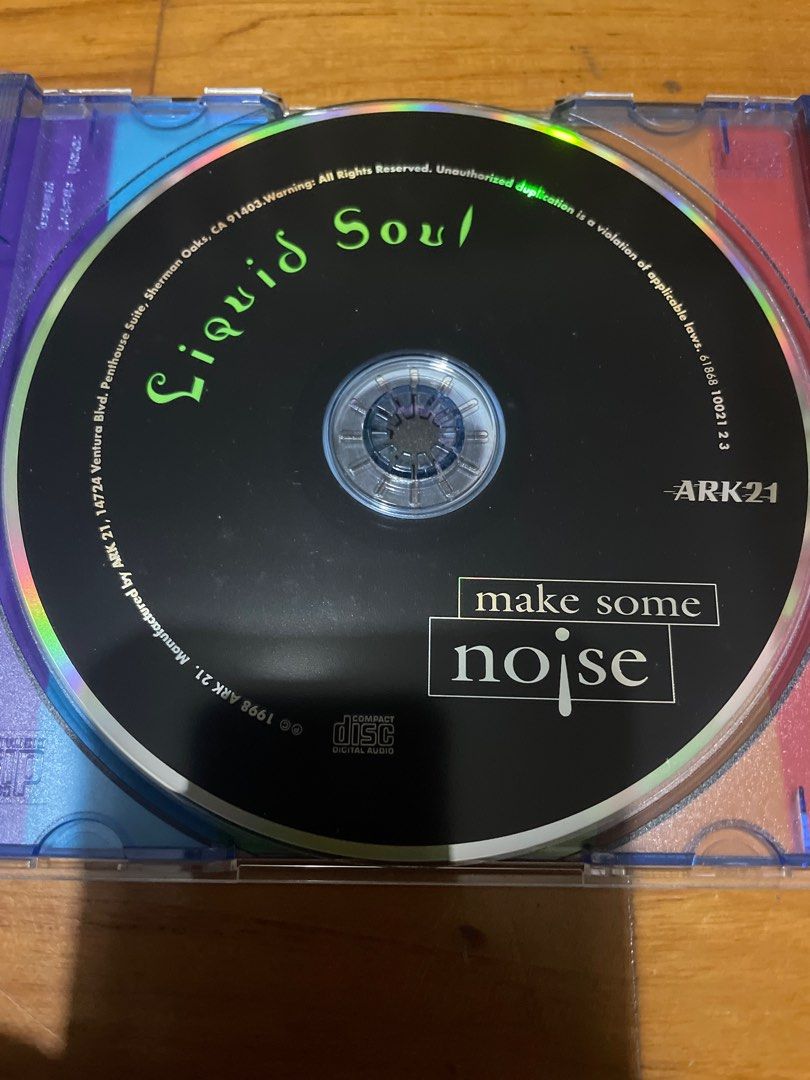 Liquid Soul
℗ © 1998 ARK 21. Manufactured by ARK 21, 14724 Ventura Blvd. Penthouse Suite, Sherman Oaks, CA 91403.Warning: All Rights Reserved. Unauthorized duplication is a violation of applicable laws. 61868 10021 2 3
ARK21
make some
noise
COMPACT
disc
DIGITAL AUDIO